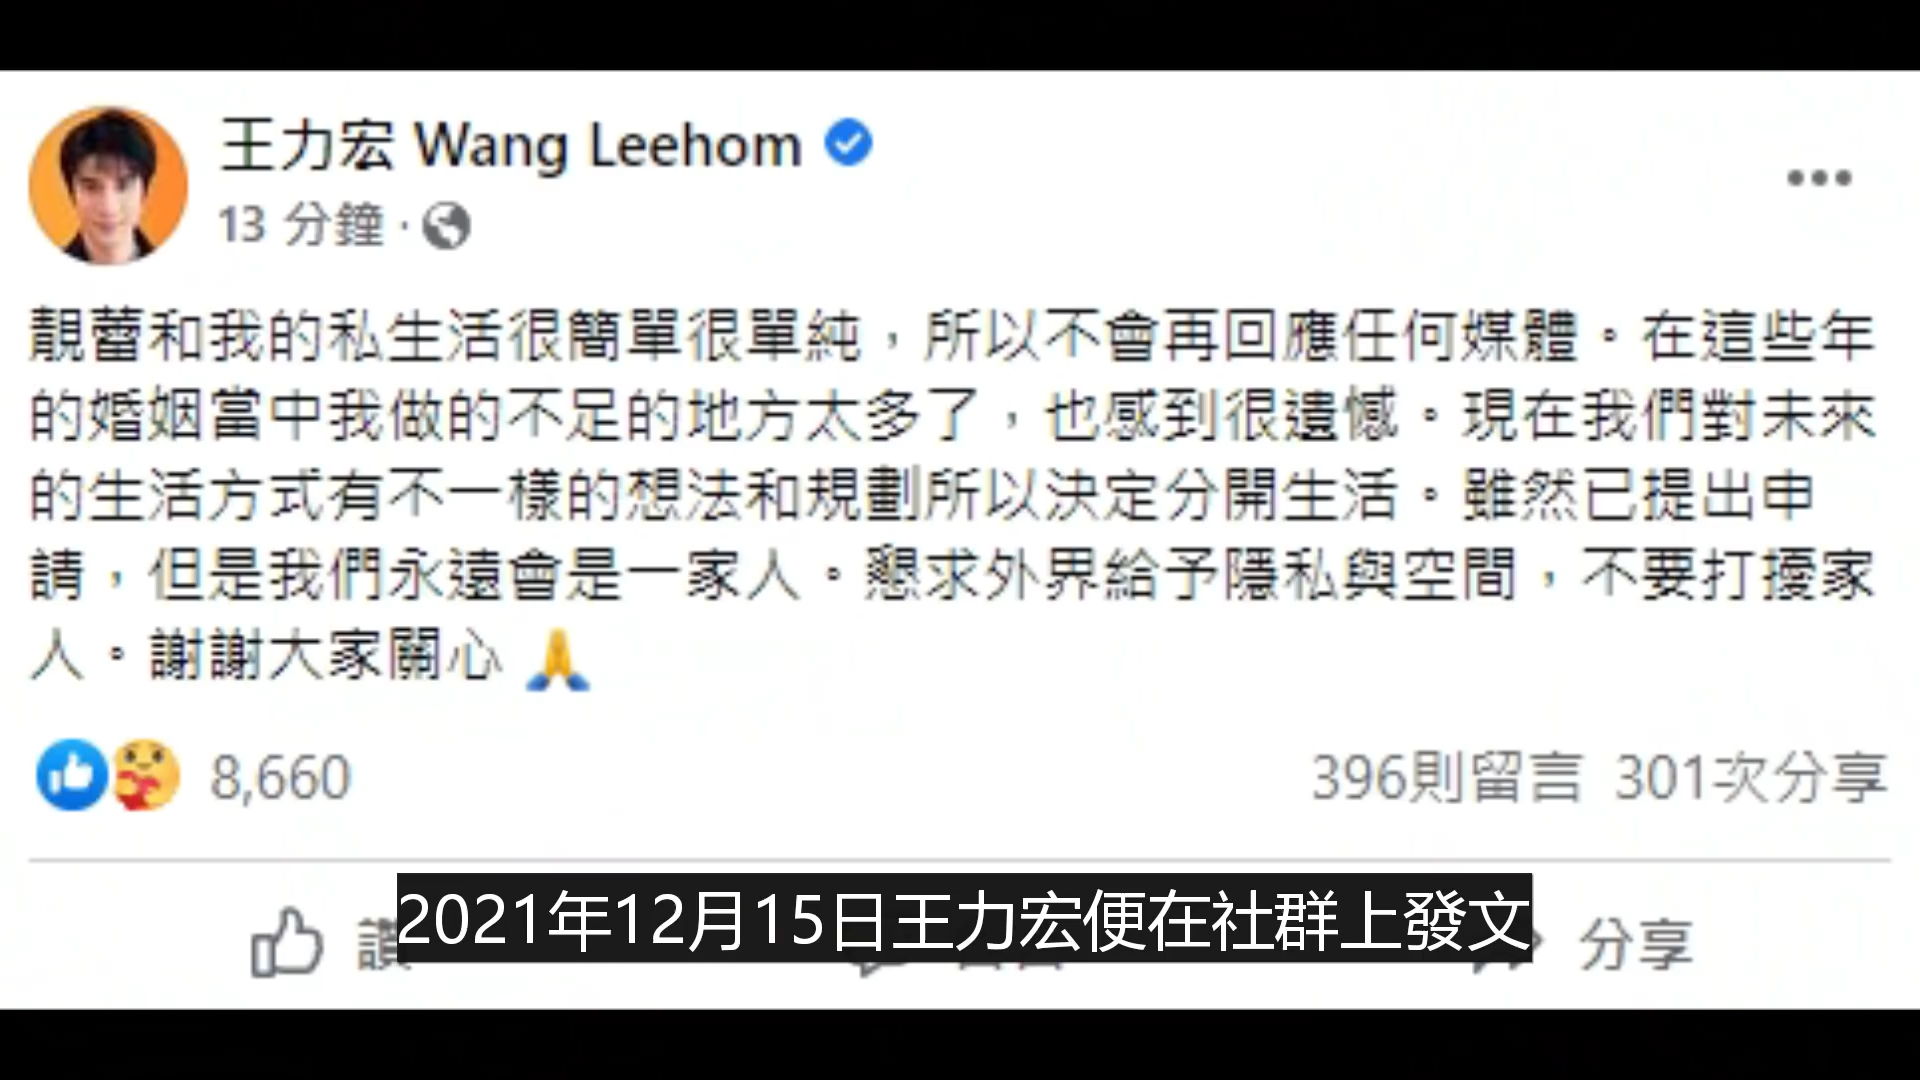 王力宏 Wang Leehom
13 分鐘 ·
靚蕾和我的私生活很簡單很單純，所以不會再回應任何媒體。在這些年
的婚姻當中我做的不足的地方太多了，也感到很遺憾。現在我們對未來
的生活方式有不一樣的想法和規劃所以決定分開生活。雖然已提出申
請，但是我們永遠會是一家人。懇求外界給予隱私與空間，不要打擾家
人。謝謝大家關心 🙏
8,660
396則留言 301次分享
讚
2021年12月15日王力宏便在社群上發文
分享